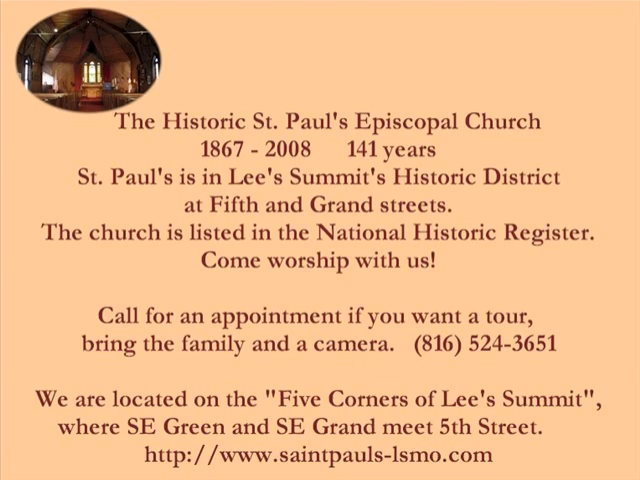 The Historic St. Paul's Episcopal Church
1867 - 2008 141 years
St. Paul's is in Lee's Summit's Historic District
at Fifth and Grand streets.
The church is listed in the National Historic Register.
Come worship with us!
Call for an appointment if you want a tour,
bring the family and a camera. (816) 524-3651
We are located on the "Five Corners of Lee's Summit",
where SE Green and SE Grand meet 5th Street.
http://www.saintpauls-lsmo.com